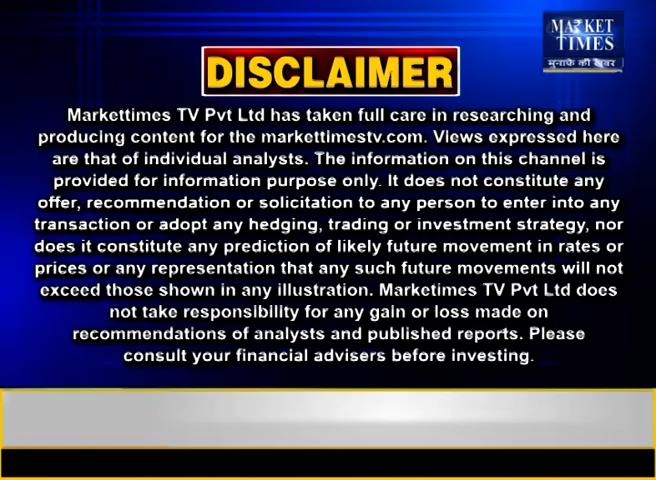 MARKET
TIMES
मुनाफे की खबर
DISCLAIMER
Markettimes TV Pvt Ltd has taken full care in researching and
producing content for the markettimestv.com. Views expressed here
are that of individual analysts. The information on this channel is
provided for information purpose only. It does not constitute any
offer, recommendation or solicitation to any person to enter into any
transaction or adopt any hedging, trading or investment strategy, nor
does it constitute any prediction of likely future movement in rates or
prices or any representation that any such future movements will not
exceed those shown in any illustration. Marketimes TV Pvt Ltd does
not take responsibility for any gain or loss made on
recommendations of analysts and published reports. Please
consult your financial advisers before investing.